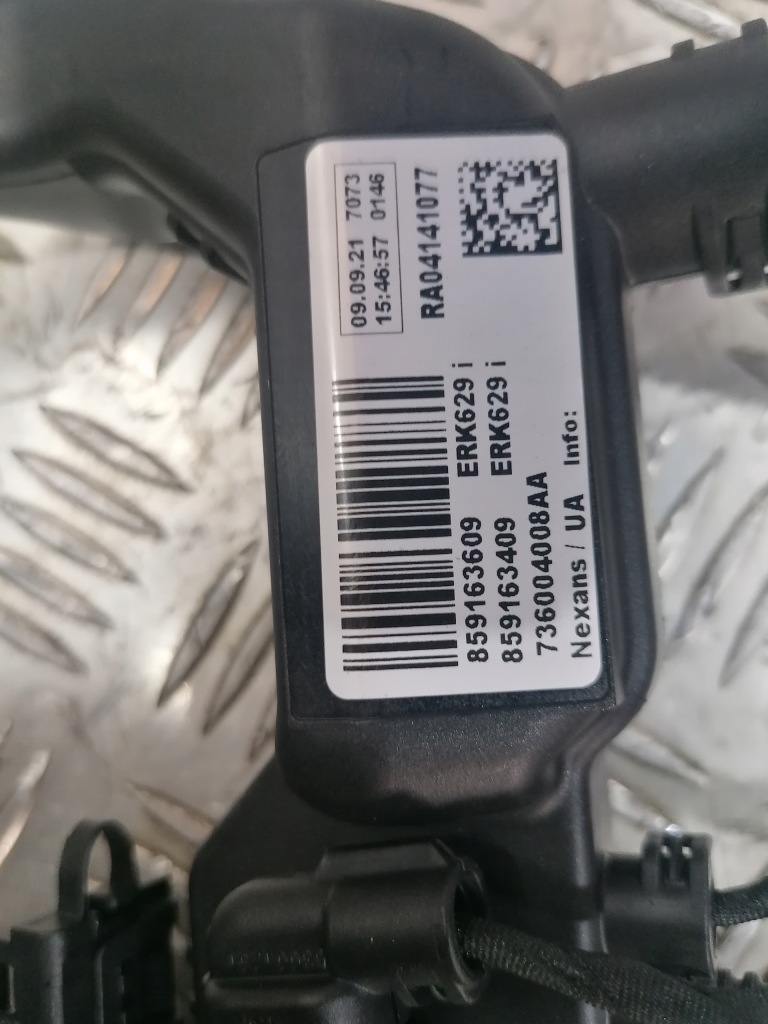 09.09.21 7073
15:46:57 0146
RA04141077
859163609 ERK629 i
859163409 ERK629 i
736004008AA
Nexans / UA Info: